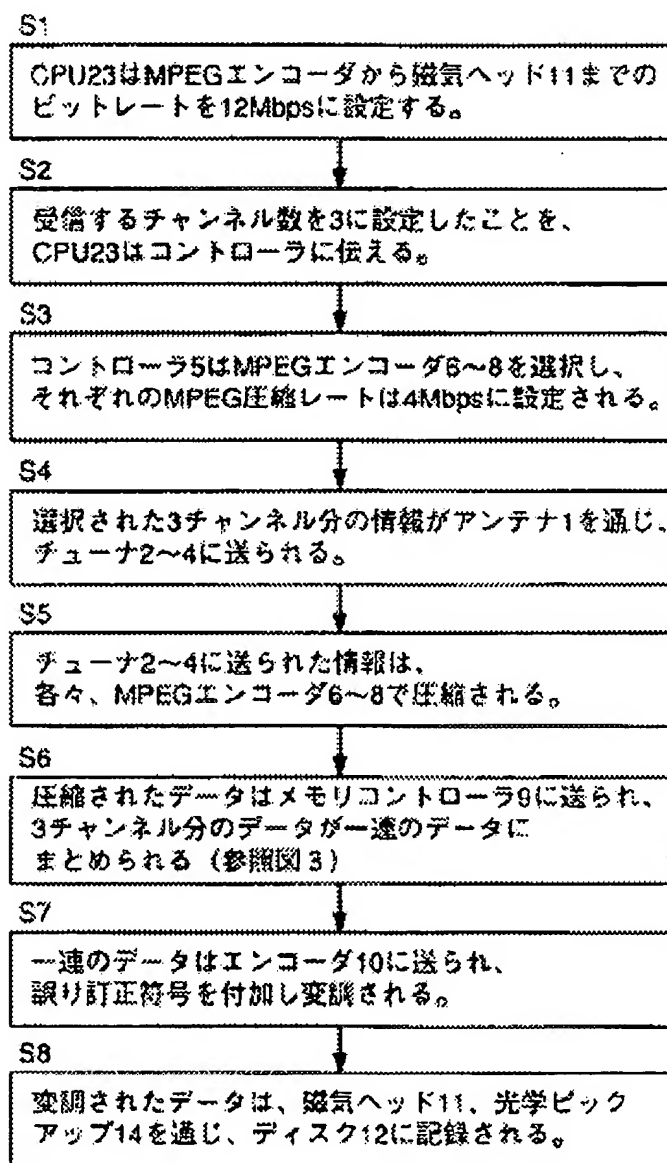 S1
CPU23はMPEGエンコーダから磁気ヘッド11までの
ビットレートを12Mbpsに設定する。
S2
受信するチャンネル数を3に設定したことを、
CPU23はコントローラに伝える。
S3
コントローラ5はMPEGエンコーダ6〜8を選択し、
それぞれのMPEG圧縮レートは4Mbpsに設定される。
S4
選択された3チャンネル分の情報がアンテナ1を通じ、
チューナ2〜4に送られる。
S5
チューナ2〜4に送られた情報は、
各々、MPEGエンコーダ6〜8で圧縮される。
S6
圧縮されたデータはメモリコントローラ9に送られ、
3チャンネル分のデータが一連のデータに
まとめられる（参照図3）
S7
一連のデータはエンコーダ10に送られ、
誤り訂正符号を付加し変調される。
S8
変調されたデータは、磁気ヘッド11、光学ピック
アップ14を通じ、ディスク12に記録される。